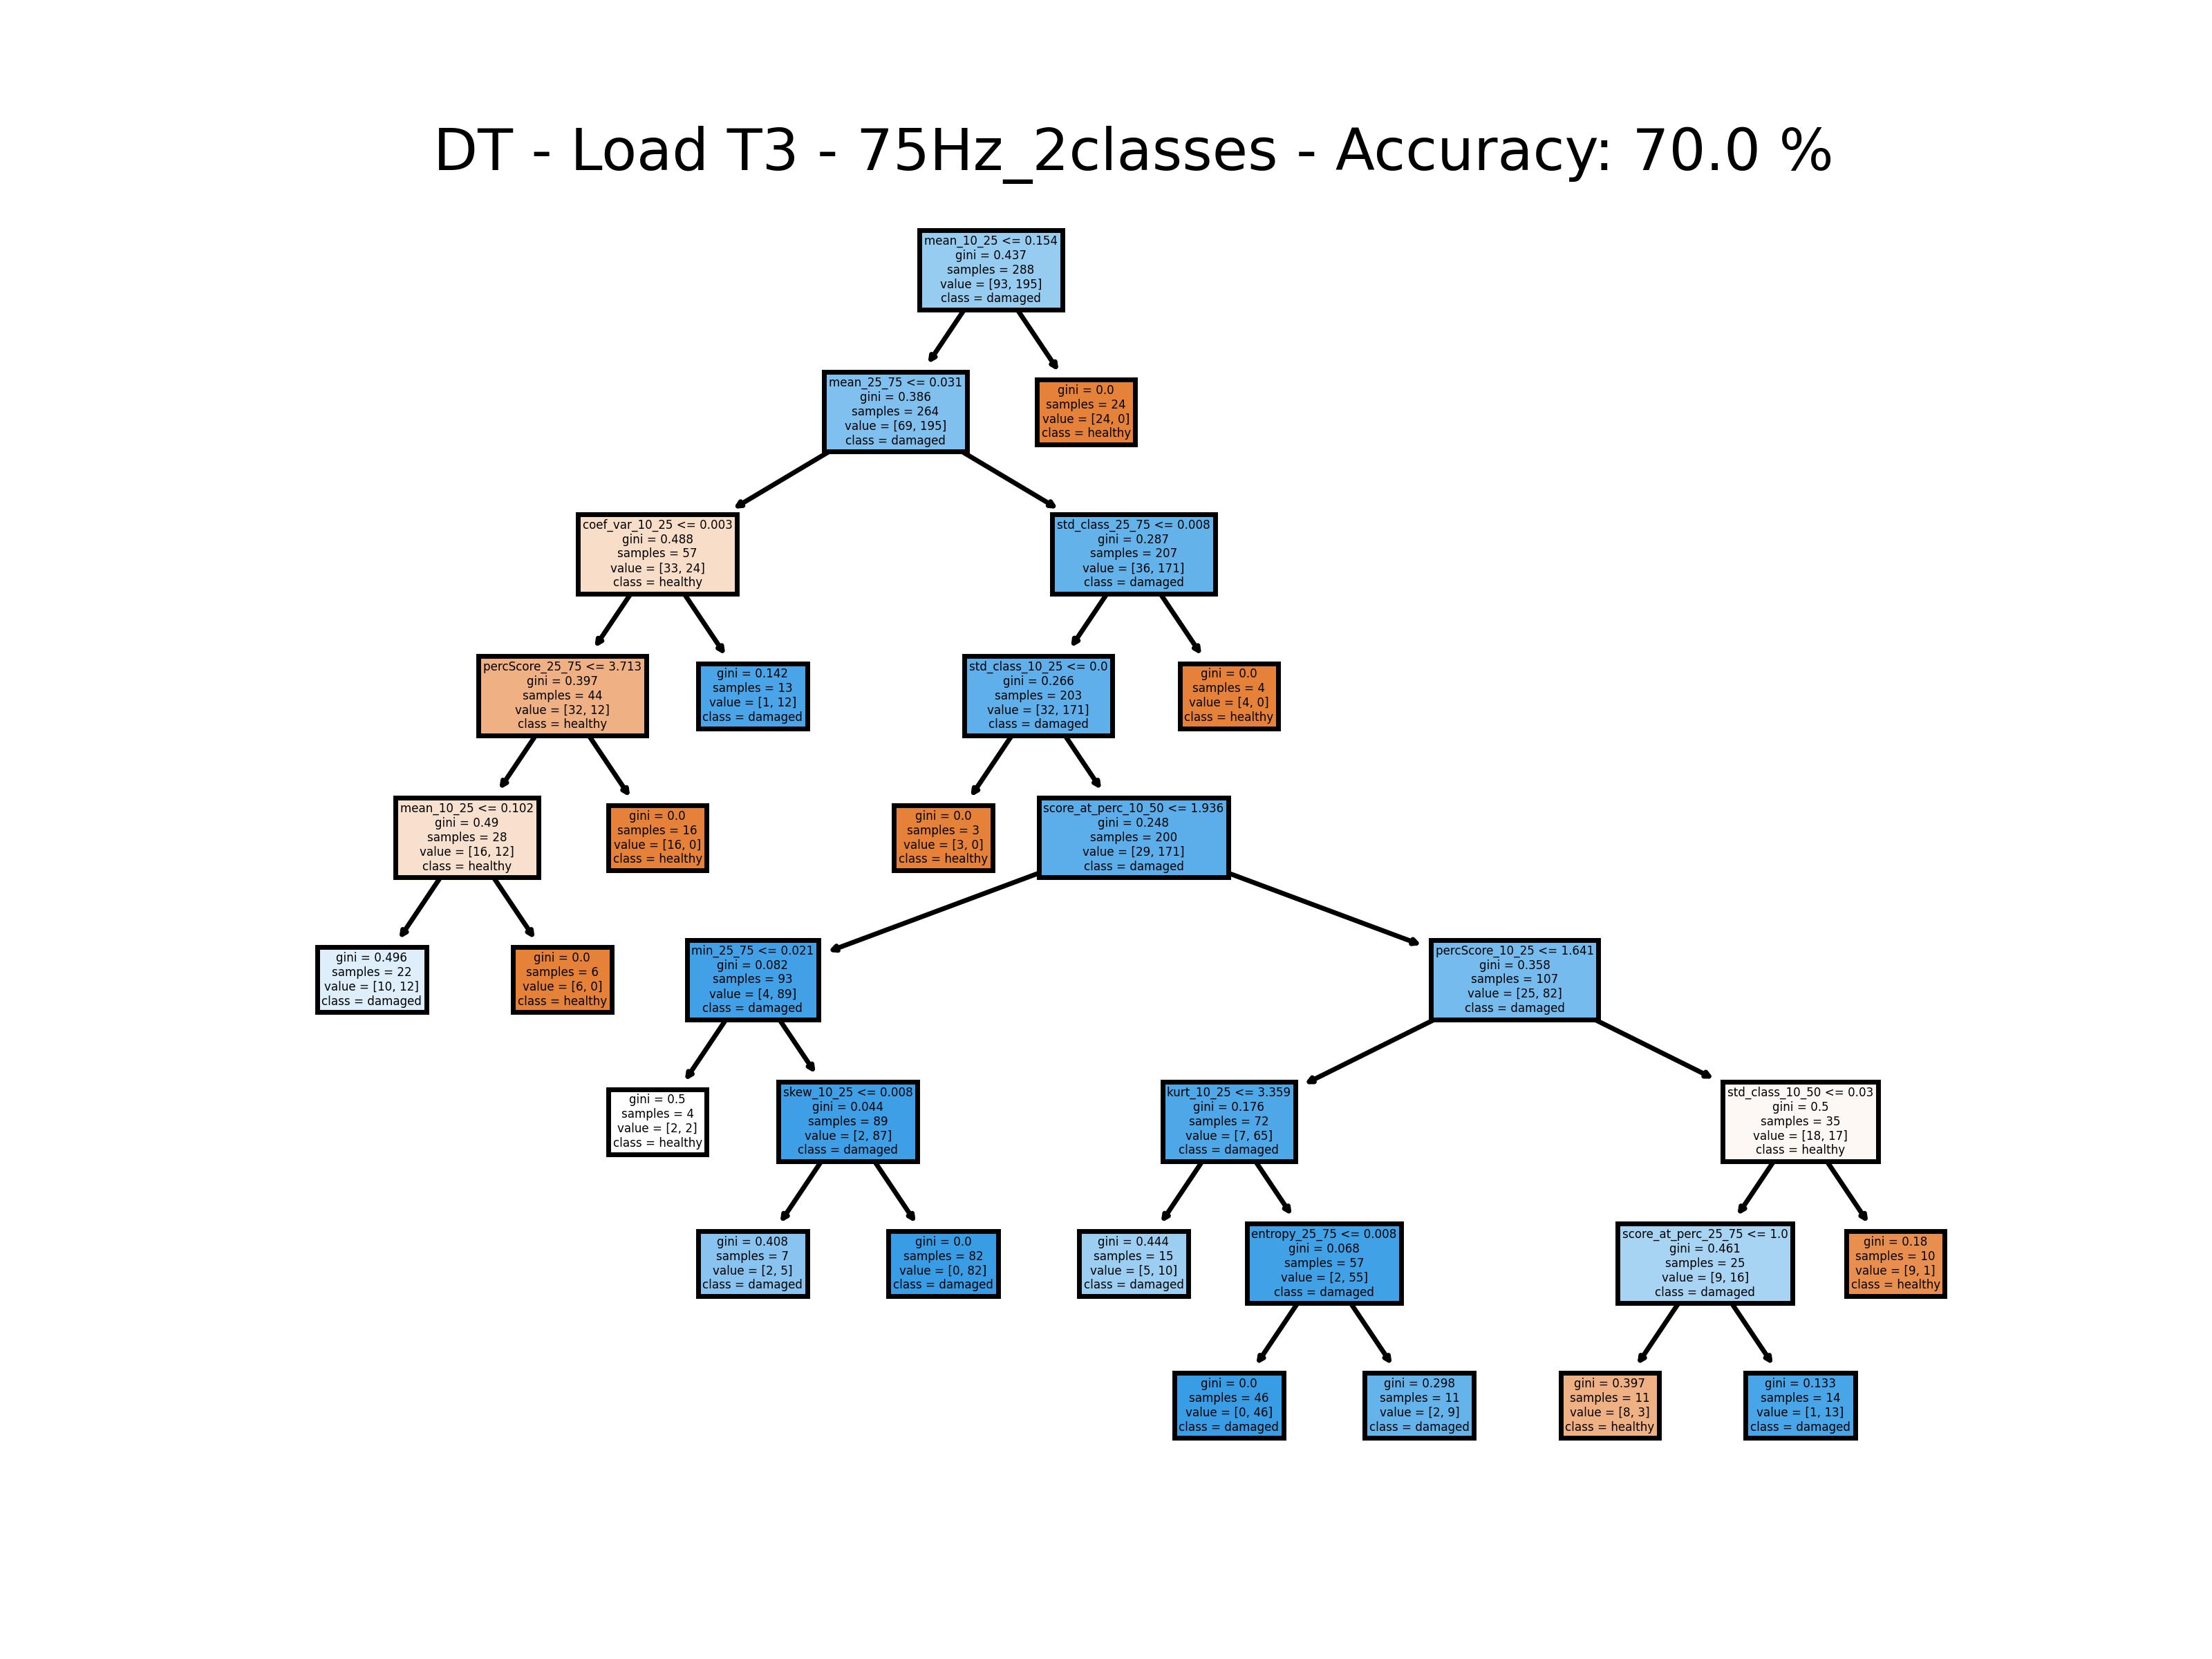 DT - Load T3 - 75Hz_2classes - Accuracy: 70.0 %
mean_10_25 <= 0.154
gini = 0.437
samples = 288
value = [93, 195]
class = damaged
mean_25_75 <= 0.031
gini = 0.386
samples = 264
value = [69, 195]
class = damaged
gini = 0.0
samples = 24
value = [24, 0]
class = healthy
coef_var_10_25 <= 0.003
gini = 0.488
samples = 57
value = [33, 24]
class = healthy
std_class_25_75 <= 0.008
gini = 0.287
samples = 207
value = [36, 171]
class = damaged
percScore_25_75 <= 3.713
gini = 0.397
samples = 44
value = [32, 12]
class = healthy
gini = 0.142
samples = 13
value = [1, 12]
class = damaged
std_class_10_25 <= 0.0
gini = 0.266
samples = 203
value = [32, 171]
class = damaged
gini = 0.0
samples = 4
value = [4, 0]
class = healthy
mean_10_25 <= 0.102
gini = 0.49
samples = 28
value = [16, 12]
class = healthy
gini = 0.0
samples = 16
value = [16, 0]
class = healthy
gini = 0.0
samples = 3
value = [3, 0]
class = healthy
score_at_perc_10_50 <= 1.936
gini = 0.248
samples = 200
value = [29, 171]
class = damaged
gini = 0.496
samples = 22
value = [10, 12]
class = damaged
gini = 0.0
samples = 6
value = [6, 0]
class = healthy
min_25_75 <= 0.021
gini = 0.082
samples = 93
value = [4, 89]
class = damaged
percScore_10_25 <= 1.641
gini = 0.358
samples = 107
value = [25, 82]
class = damaged
gini = 0.5
samples = 4
value = [2, 2]
class = healthy
skew_10_25 <= 0.008
gini = 0.044
samples = 89
value = [2, 87]
class = damaged
kurt_10_25 <= 3.359
gini = 0.176
samples = 72
value = [7, 65]
class = damaged
std_class_10_50 <= 0.03
gini = 0.5
samples = 35
value = [18, 17]
class = healthy
gini = 0.408
samples = 7
value = [2, 5]
class = damaged
gini = 0.0
samples = 82
value = [0, 82]
class = damaged
gini = 0.444
samples = 15
value = [5, 10]
class = damaged
entropy_25_75 <= 0.008
gini = 0.068
samples = 57
value = [2, 55]
class = damaged
score_at_perc_25_75 <= 1.0
gini = 0.461
samples = 25
value = [9, 16]
class = damaged
gini = 0.18
samples = 10
value = [9, 1]
class = healthy
gini = 0.0
samples = 46
value = [0, 46]
class = damaged
gini = 0.298
samples = 11
value = [2, 9]
class = damaged
gini = 0.397
samples = 11
value = [8, 3]
class = healthy
gini = 0.133
samples = 14
value = [1, 13]
class = damaged